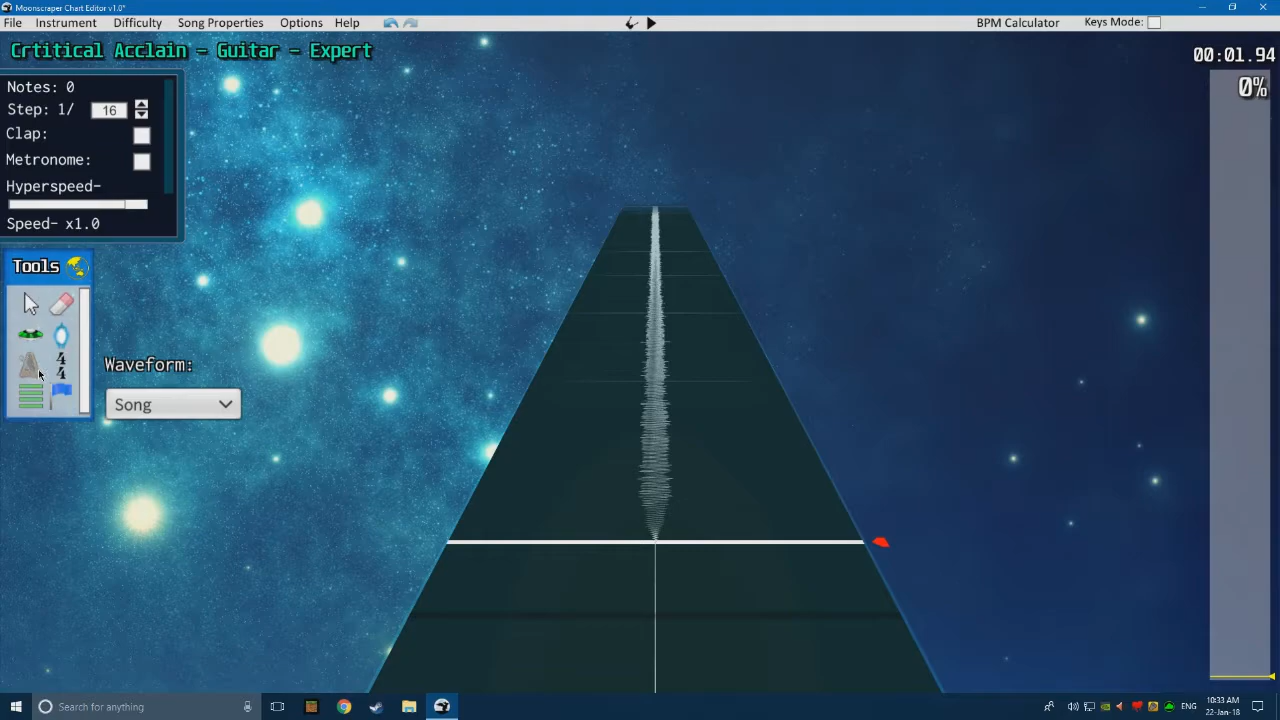 Moonscraper Chart Editor v1.0*
File Instrument Difficulty Song Properties Options Help BPM Calculator Keys Mode:
Crtitical Acclain - Guitar - Expert
00:01.94
0%
Notes: 0
Step: 1/ 16
Clap:
Metronome:
Hyperspeed-
Speed- x1.0
Tools
4
4
Waveform:
Song
Search for anything
ENG
10:33 AM
22-Jan-18